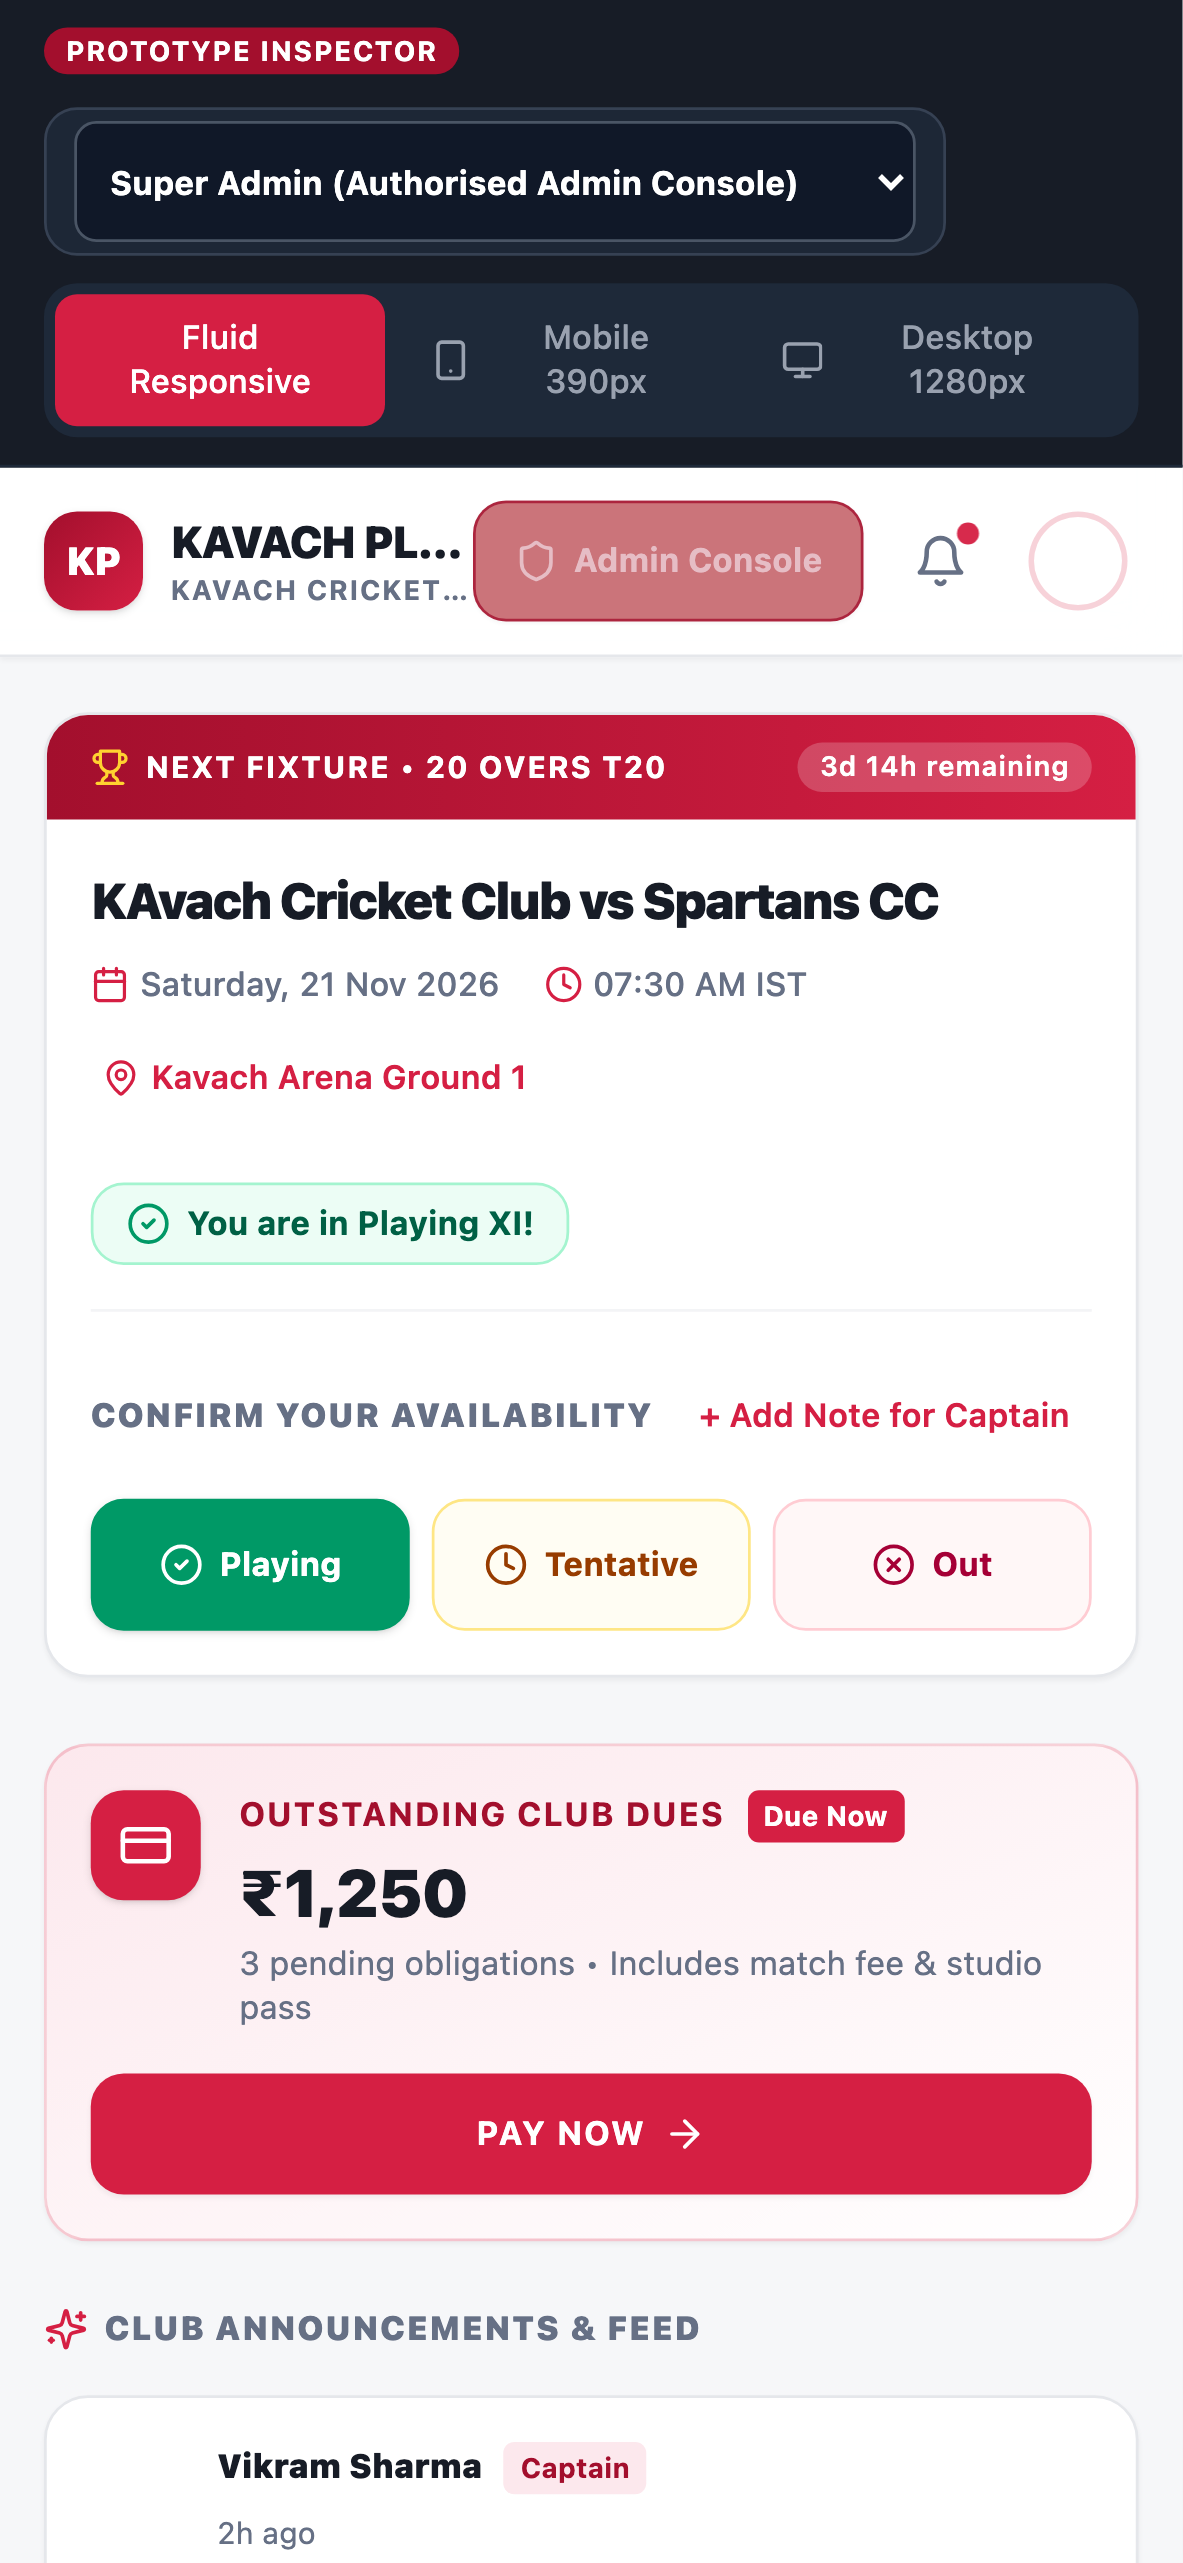 PROTOTYPE INSPECTOR
Super Admin (Authorised Admin Console)
Fluid
Responsive
Mobile
390px
Desktop
1280px
KP
KAVACH PL...
KAVACH CRICKET...
Admin Console
NEXT FIXTURE • 20 OVERS T20
3d 14h remaining
KAvach Cricket Club vs Spartans CC
Saturday, 21 Nov 2026
07:30 AM IST
Kavach Arena Ground 1
You are in Playing XI!
CONFIRM YOUR AVAILABILITY
+ Add Note for Captain
Playing
Tentative
Out
OUTSTANDING CLUB DUES
Due Now
₹1,250
3 pending obligations • Includes match fee & studio
pass
PAY NOW →
CLUB ANNOUNCEMENTS & FEED
Vikram Sharma
Captain
2h ago